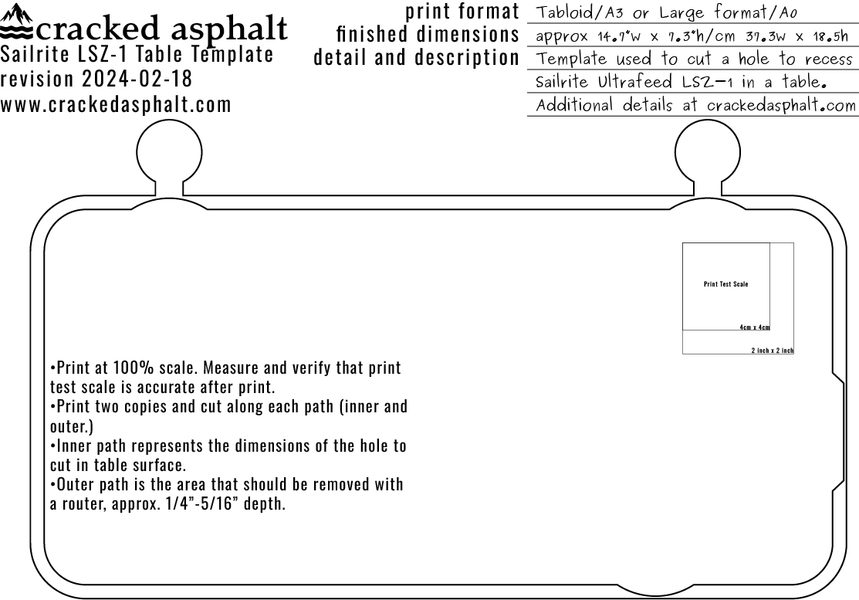 cracked asphalt
Sailrite LSZ-1 Table Template
revision 2024-02-18
www.crackedasphalt.com
print format
finished dimensions
detail and description
Tabloid/A3 or Large format/A0
approx 14.7"w x 7.3"h/cm 37.3w x 18.5h
Template used to cut a hole to recess
Sailrite Ultrafeed LSZ-1 in a table.
Additional details at crackedasphalt.com
Print Test Scale
4cm x 4cm
2 inch x 2 inch
•Print at 100% scale. Measure and verify that print
test scale is accurate after print.
•Print two copies and cut along each path (inner and
outer.)
•Inner path represents the dimensions of the hole to
cut in table surface.
•Outer path is the area that should be removed with
a router, approx. 1/4”-5/16” depth.